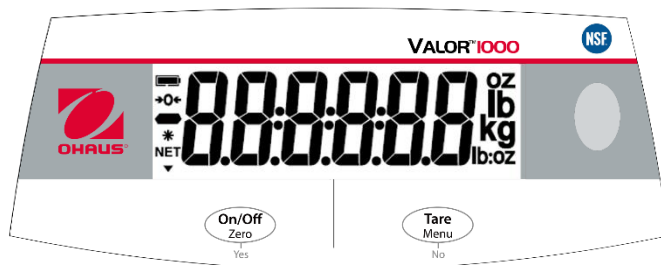 VALOR™1000
NSF
OHAUS®
→0←
*
NET
8.8:8:8:8.8
oz
lb
kg
lb:oz
On/Off
Zero
Yes
Tare
Menu
No